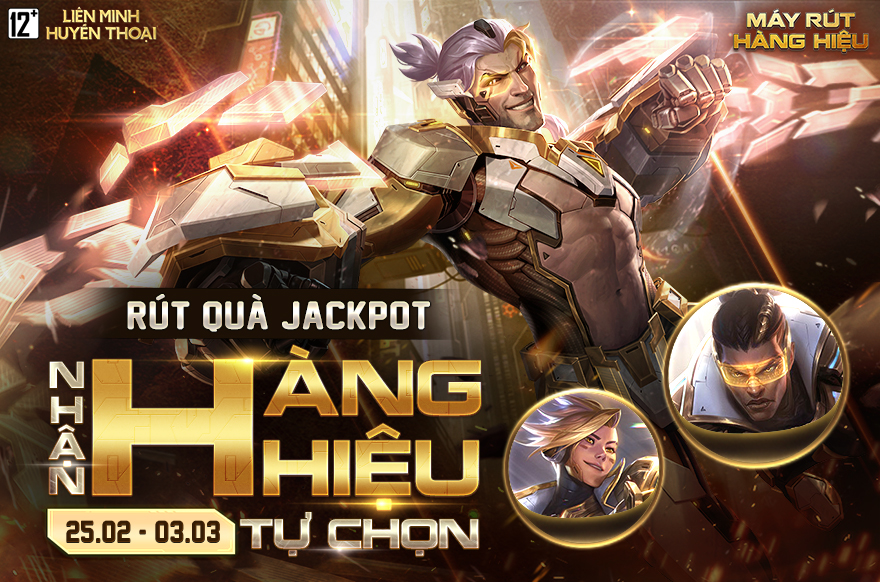 12+
LIÊN MINH
HUYỀN THOẠI
MÁY RÚT
HÀNG HIỆU
RÚT QUÀ JACKPOT
NHẬN
HÀNG
HIỆU
25.02 - 03.03
TỰ CHỌN